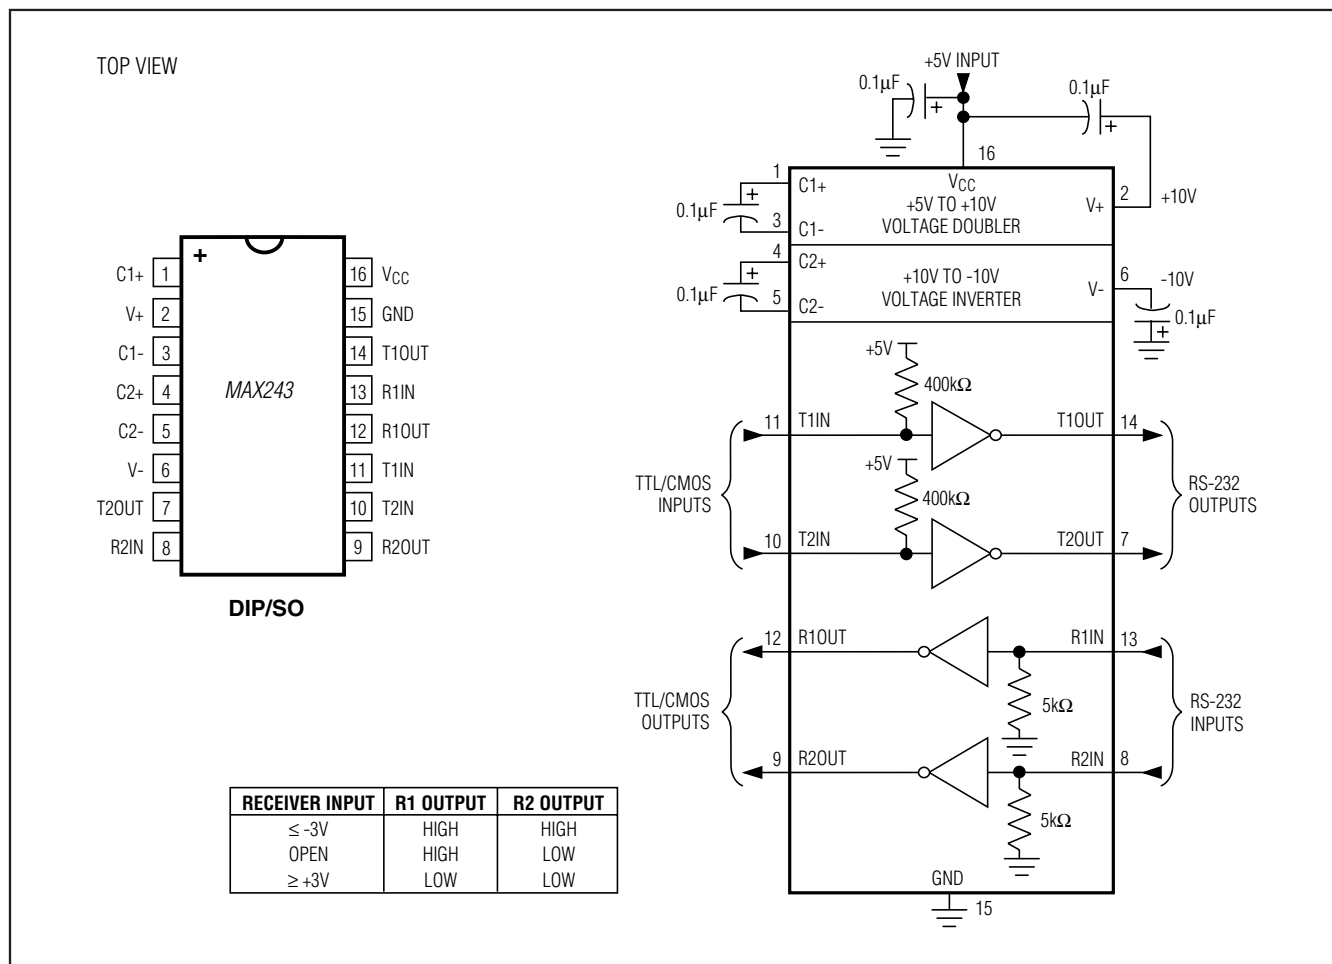 TOP VIEW
+
C1+ 1
V+ 2
C1- 3
C2+ 4
C2- 5
V- 6
T2OUT 7
R2IN 8
16 VCC
15 GND
14 T1OUT
13 R1IN
12 R1OUT
11 T1IN
10 T2IN
9 R2OUT
MAX243
DIP/SO
RECEIVER INPUT R1 OUTPUT R2 OUTPUT
≤ -3V HIGH HIGH
OPEN HIGH LOW
≥ +3V LOW LOW
+5V INPUT
0.1µF
+
0.1µF
+
16
VCC
+5V TO +10V
VOLTAGE DOUBLER
1
C1+
+
0.1µF
3
C1-
2
V+
+10V
4
C2+
+
0.1µF
5
C2-
+10V TO -10V
VOLTAGE INVERTER
6
V-
-10V
0.1µF
+
+5V
400kΩ
11 T1IN
T1OUT 14
+5V
400kΩ
10 T2IN
T2OUT 7
TTL/CMOS
INPUTS
RS-232
OUTPUTS
12 R1OUT
R1IN 13
5kΩ
9 R2OUT
R2IN 8
5kΩ
TTL/CMOS
OUTPUTS
RS-232
INPUTS
GND
15